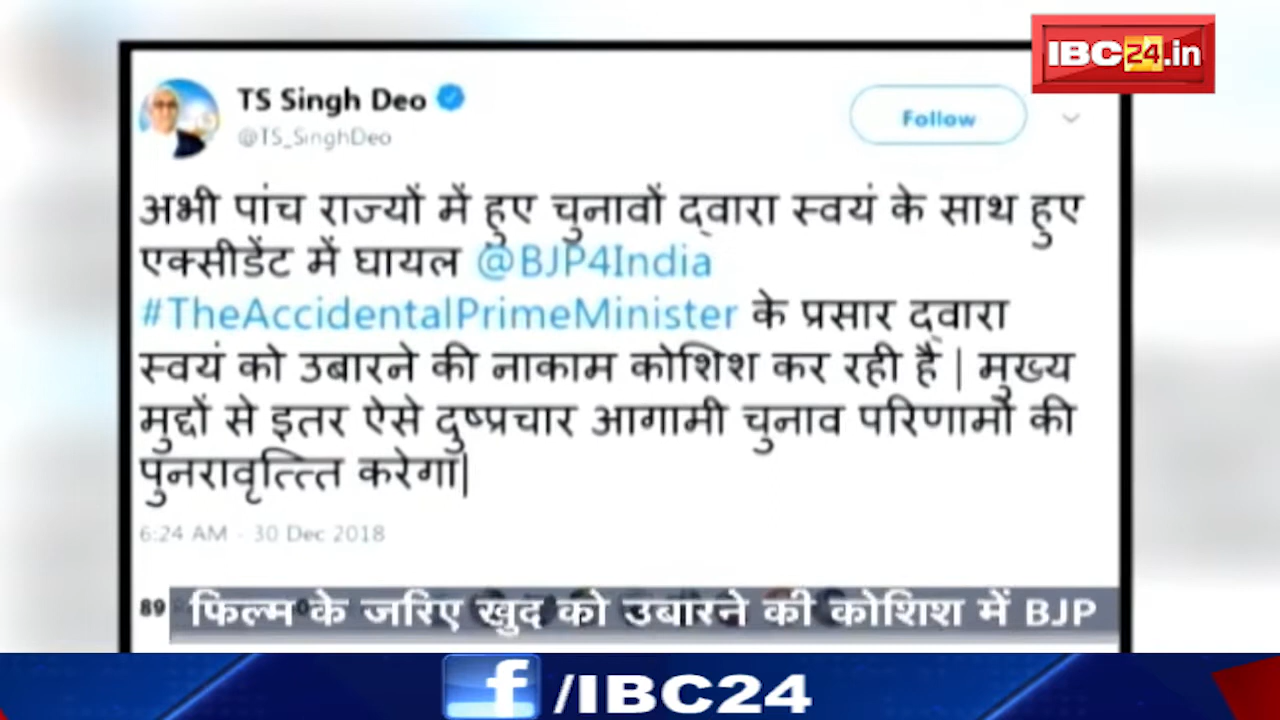 IBC24.in
TS Singh Deo
@TS_SinghDeo
Follow
अभी पांच राज्यों में हुए चुनावों द्वारा स्वयं के साथ हुए
एक्सीडेंट में घायल @BJP4India
#TheAccidentalPrimeMinister के प्रसार द्वारा
स्वयं को उबारने की नाकाम कोशिश कर रही है | मुख्य
मुद्दों से इतर ऐसे दुष्प्रचार आगामी चुनाव परिणामों की
पुनरावृत्त्ति करेगा|
6:24 AM - 30 Dec 2018
89
फिल्म के जरिए खुद को उबारने की कोशिश में BJP
f/IBC24